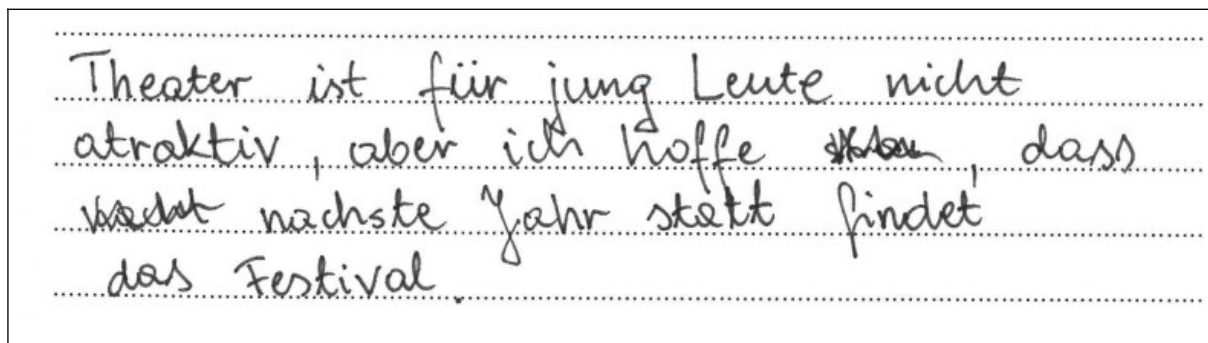 Theater ist für jung Leute nicht
atraktiv, aber ich hoffe , dass
nachste Jahr statt findet
das Festival.